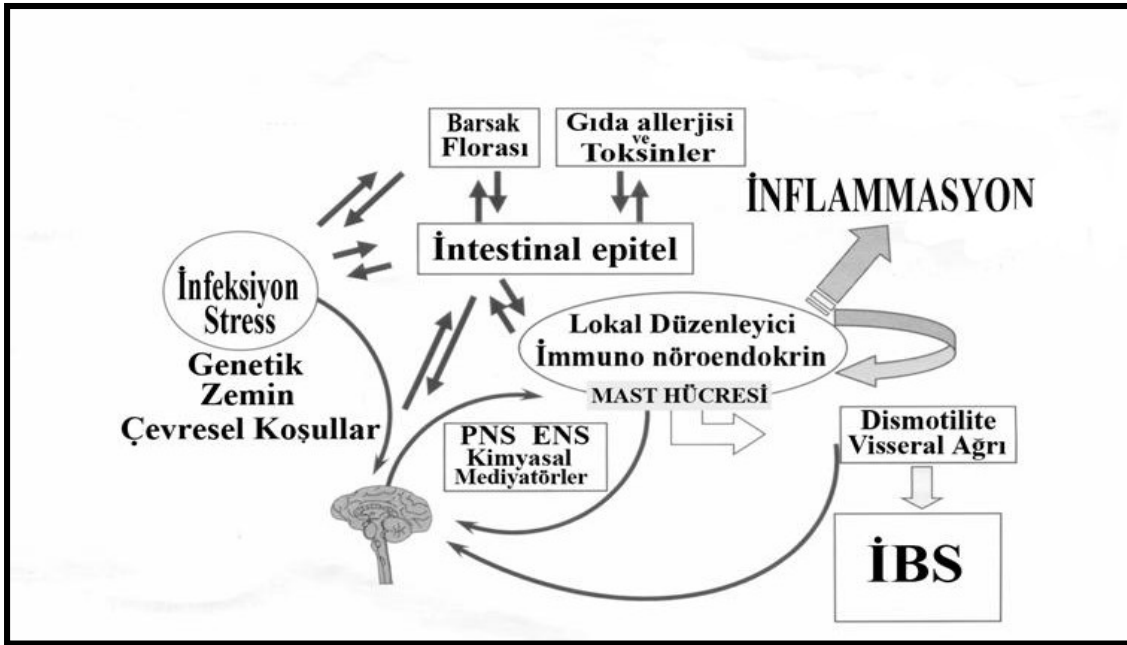 Barsak
Florası
Gıda allerjisi
ve
Toksinler
İNFLAMMASYON
İntestinal epitel
İnfeksiyon
Stress
Genetik
Zemin
Çevresel Koşullar
Lokal Düzenleyici
İmmuno nöroendokrin
MAST HÜCRESİ
PNS ENS
Kimyasal
Mediyatörler
Dismotilite
Visseral Ağrı
İBS